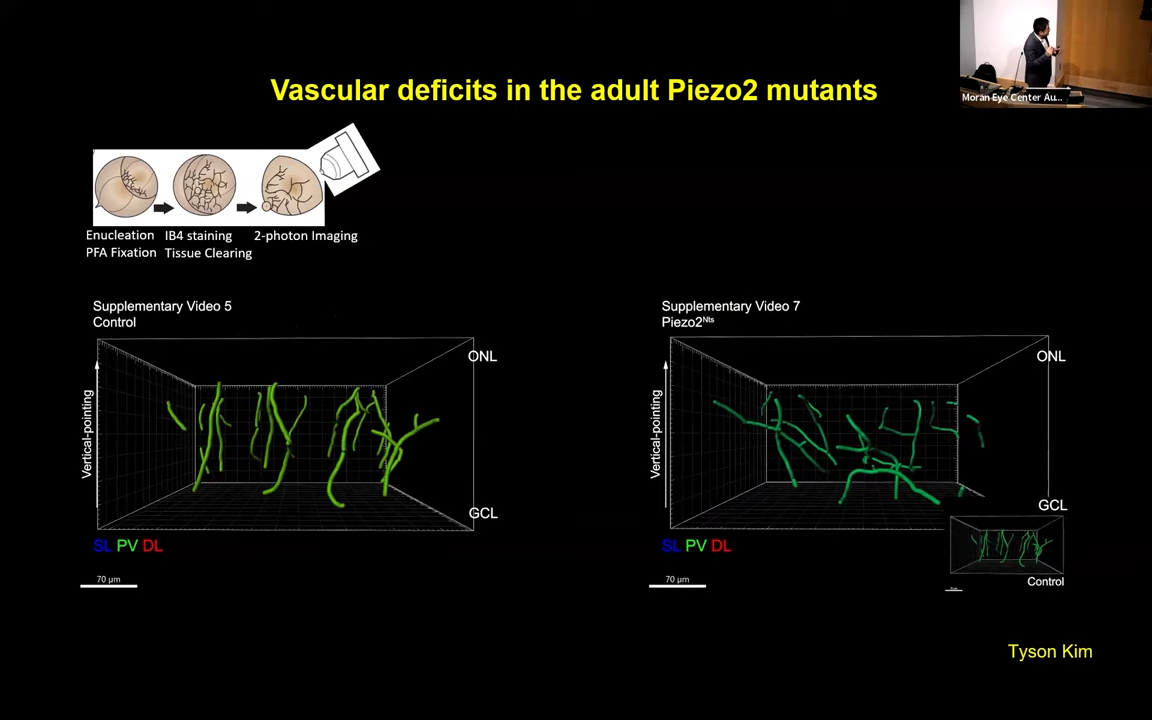 Moran Eye Center Au...
Vascular deficits in the adult Piezo2 mutants
Enucleation
PFA Fixation
IB4 staining
Tissue Clearing
2-photon Imaging
Supplementary Video 5
Control
ONL
Vertical-pointing
GCL
SL PV DL
70 µm
Supplementary Video 7
Piezo2Nts
ONL
Vertical-pointing
GCL
SL PV DL
70 µm
Control
Tyson Kim